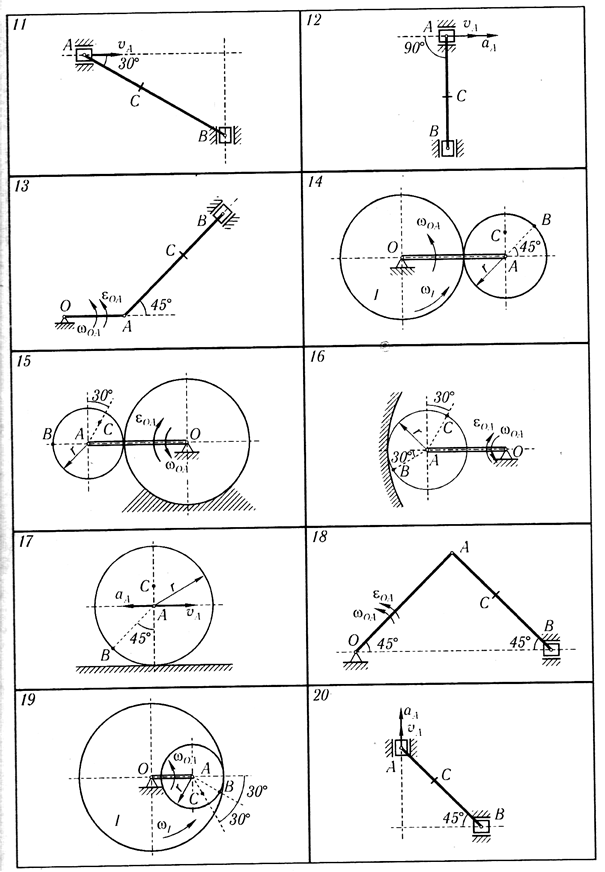 11
A
v_A
30°
C
B
12
A
v_A
a_A
90°
C
B
13
B
C
O
ε_OA
ω_OA
A
45°
14
ω_OA
O
C
B
45°
A
r
I
ω_I
15
30°
B
A
C
r
ε_OA
ω_OA
O
16
30°
r
C
ε_OA
ω_OA
30°
A
B
O
17
C
r
a_A
A
v_A
45°
B
18
A
ε_OA
ω_OA
C
B
O
45°
45°
19
ω_OA
O
A
r
C
B
30°
30°
I
ω_I
20
a_A
v_A
A
C
B
45°